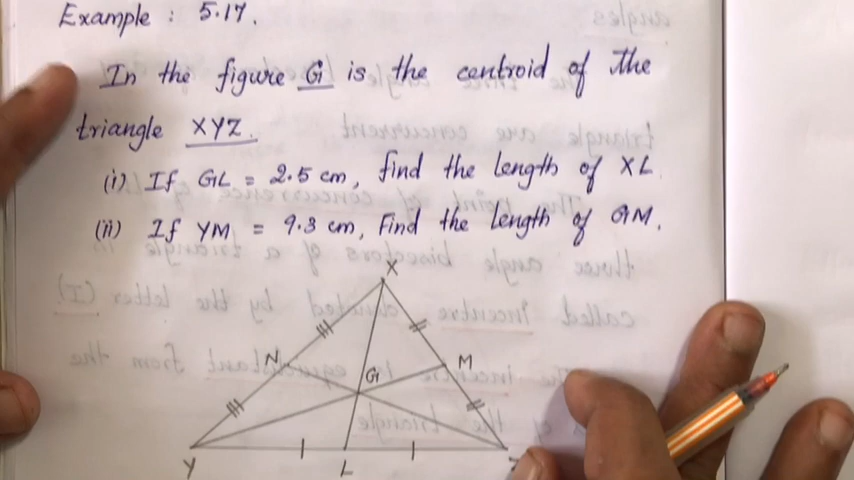 Example : 5.17.
In the figure G is the centroid of the
triangle XYZ.
(i) If GL = 2.5 cm, find the length of XL.
(ii) If YM = 9.3 cm, Find the length of GM.
X
N
M
G
Y
L